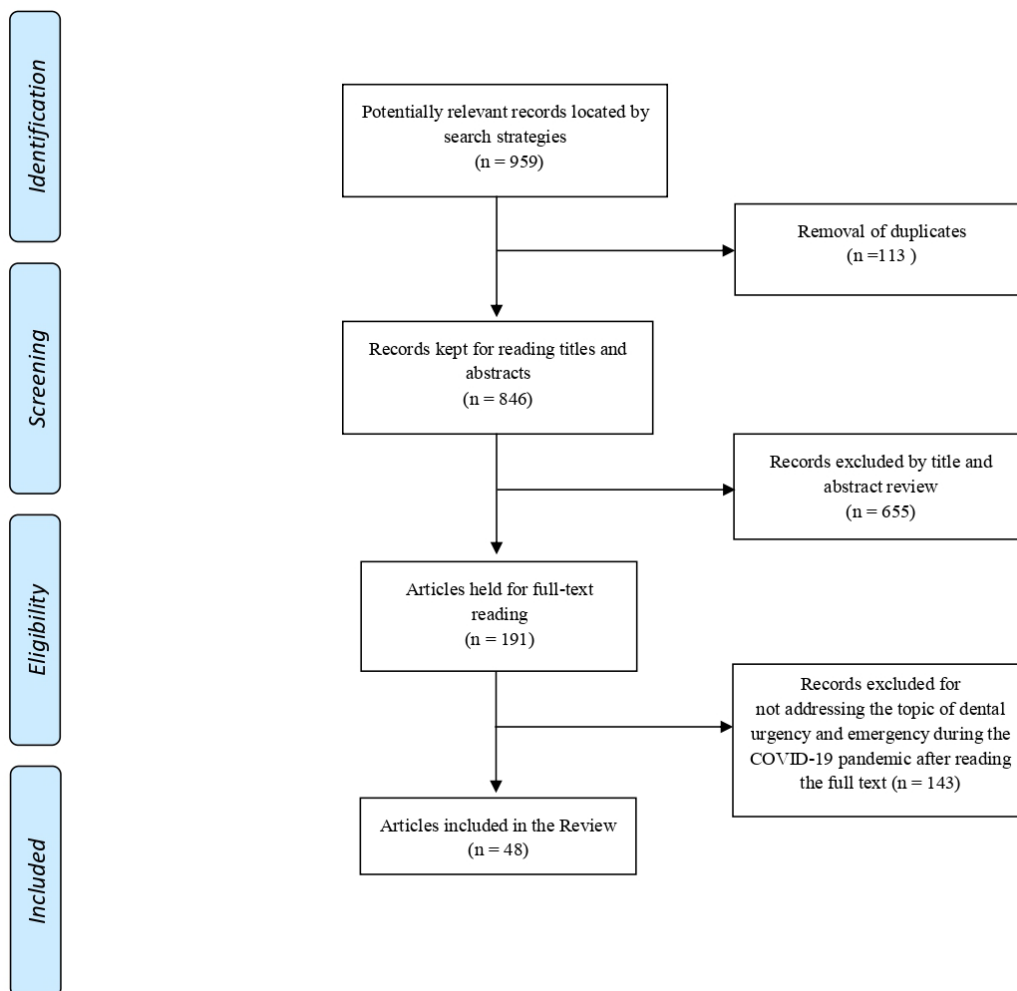 Identification
Potentially relevant records located by
search strategies
(n = 959)
Removal of duplicates
(n =113 )
Screening
Records kept for reading titles and
abstracts
(n = 846)
Records excluded by title and
abstract review
(n = 655)
Eligibility
Articles held for full-text
reading
(n = 191)
Records excluded for
not addressing the topic of dental
urgency and emergency during the
COVID-19 pandemic after reading
the full text (n = 143)
Included
Articles included in the Review
(n = 48)